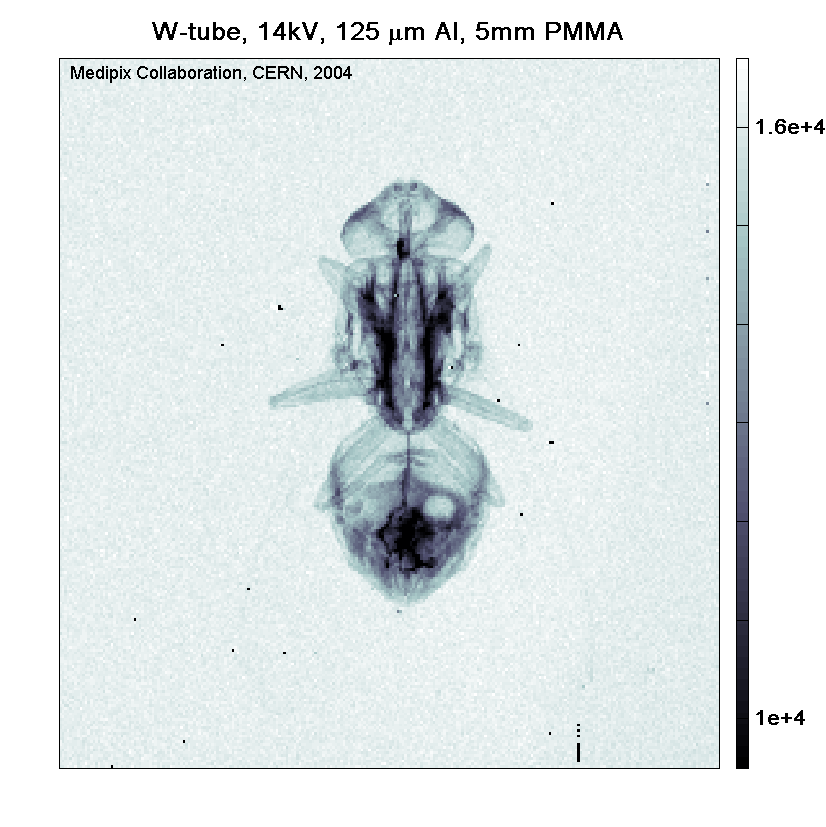 W-tube, 14kV, 125 μm Al, 5mm PMMA
Medipix Collaboration, CERN, 2004
1.6e+4
1e+4